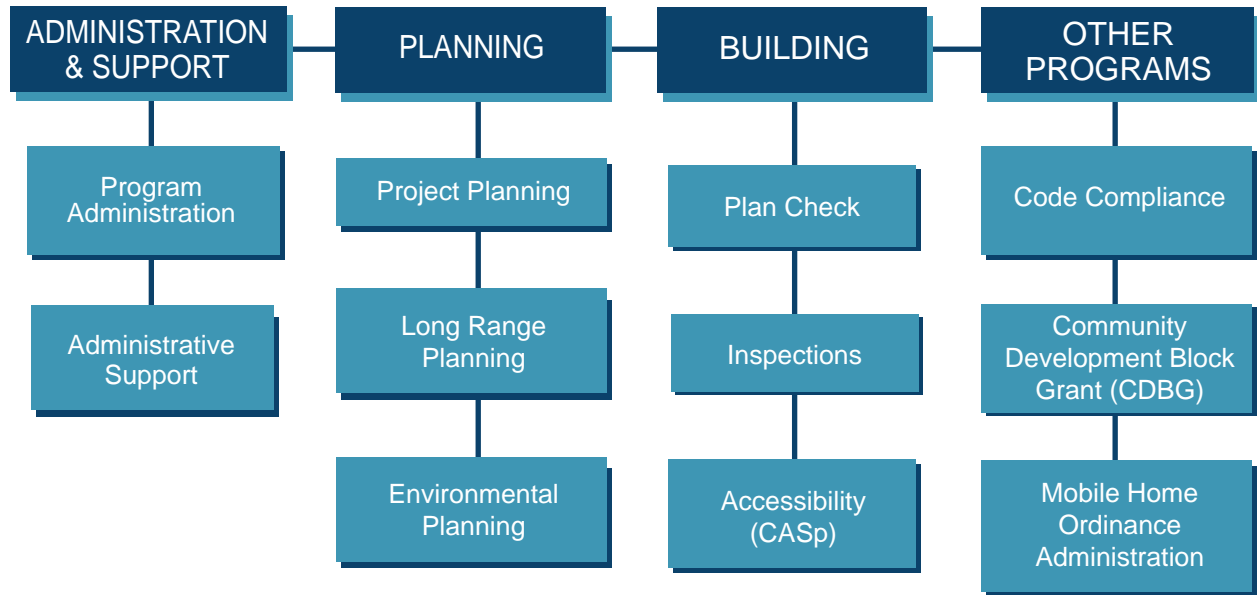 ADMINISTRATION
& SUPPORT
Program
Administration
Administrative
Support
PLANNING
Project Planning
Long Range
Planning
Environmental
Planning
BUILDING
Plan Check
Inspections
Accessibility
(CASp)
OTHER
PROGRAMS
Code Compliance
Community
Development Block
Grant (CDBG)
Mobile Home
Ordinance
Administration